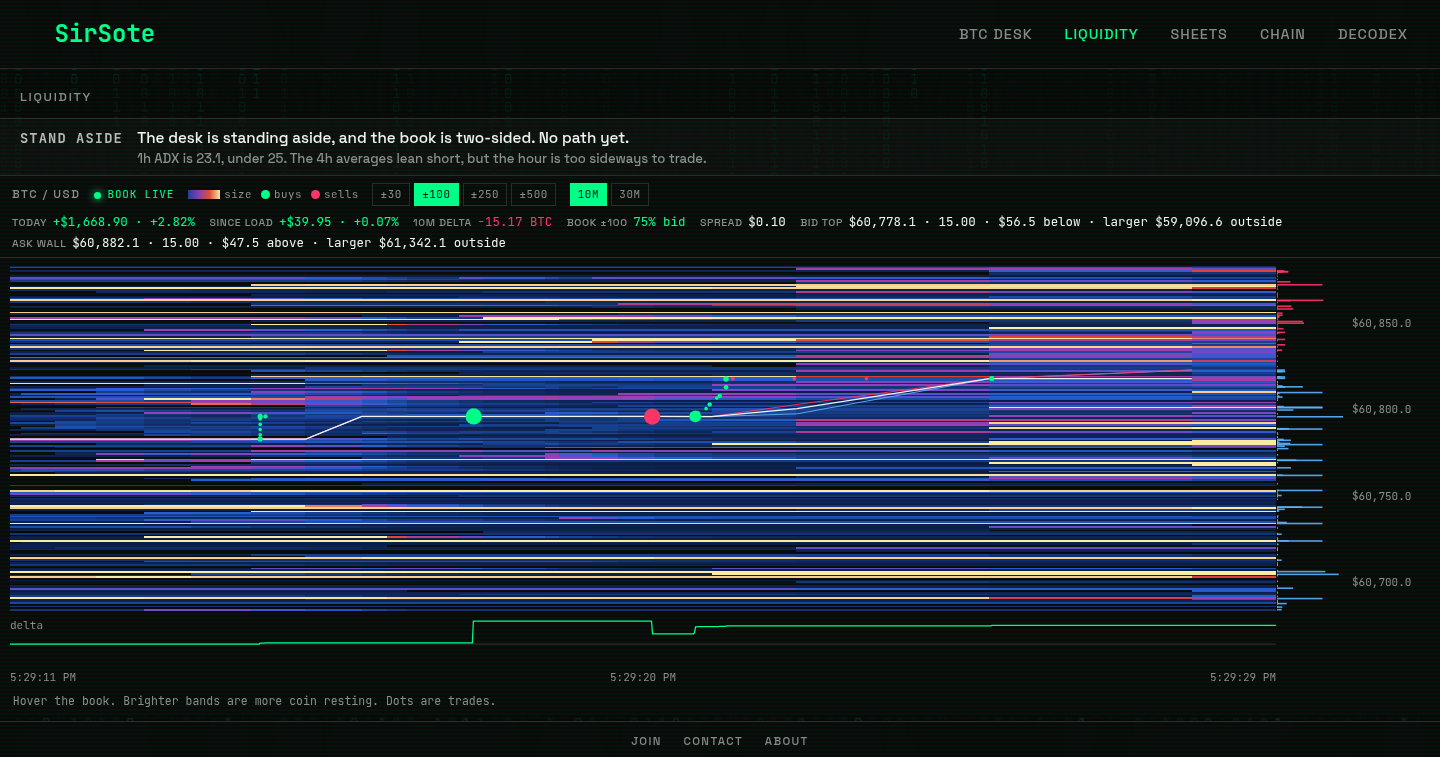 SirSote
BTC DESK LIQUIDITY SHEETS CHAIN DECODEX
LIQUIDITY
STAND ASIDE The desk is standing aside, and the book is two-sided. No path yet.
1h ADX is 23.1, under 25. The 4h averages lean short, but the hour is too sideways to trade.
BTC / USD BOOK LIVE size buys sells ±30 ±100 ±250 ±500 10M 30M
TODAY +$1,668.90 · +2.82% SINCE LOAD +$39.95 · +0.07% 10M DELTA -15.17 BTC BOOK ±100 75% bid SPREAD $0.10 BID TOP $60,778.1 · 15.00 · $56.5 below · larger $59,096.6 outside
ASK WALL $60,882.1 · 15.00 · $47.5 above · larger $61,342.1 outside
$60,850.0
$60,800.0
$60,750.0
$60,700.0
delta
5:29:11 PM 5:29:20 PM 5:29:29 PM
Hover the book. Brighter bands are more coin resting. Dots are trades.
JOIN CONTACT ABOUT